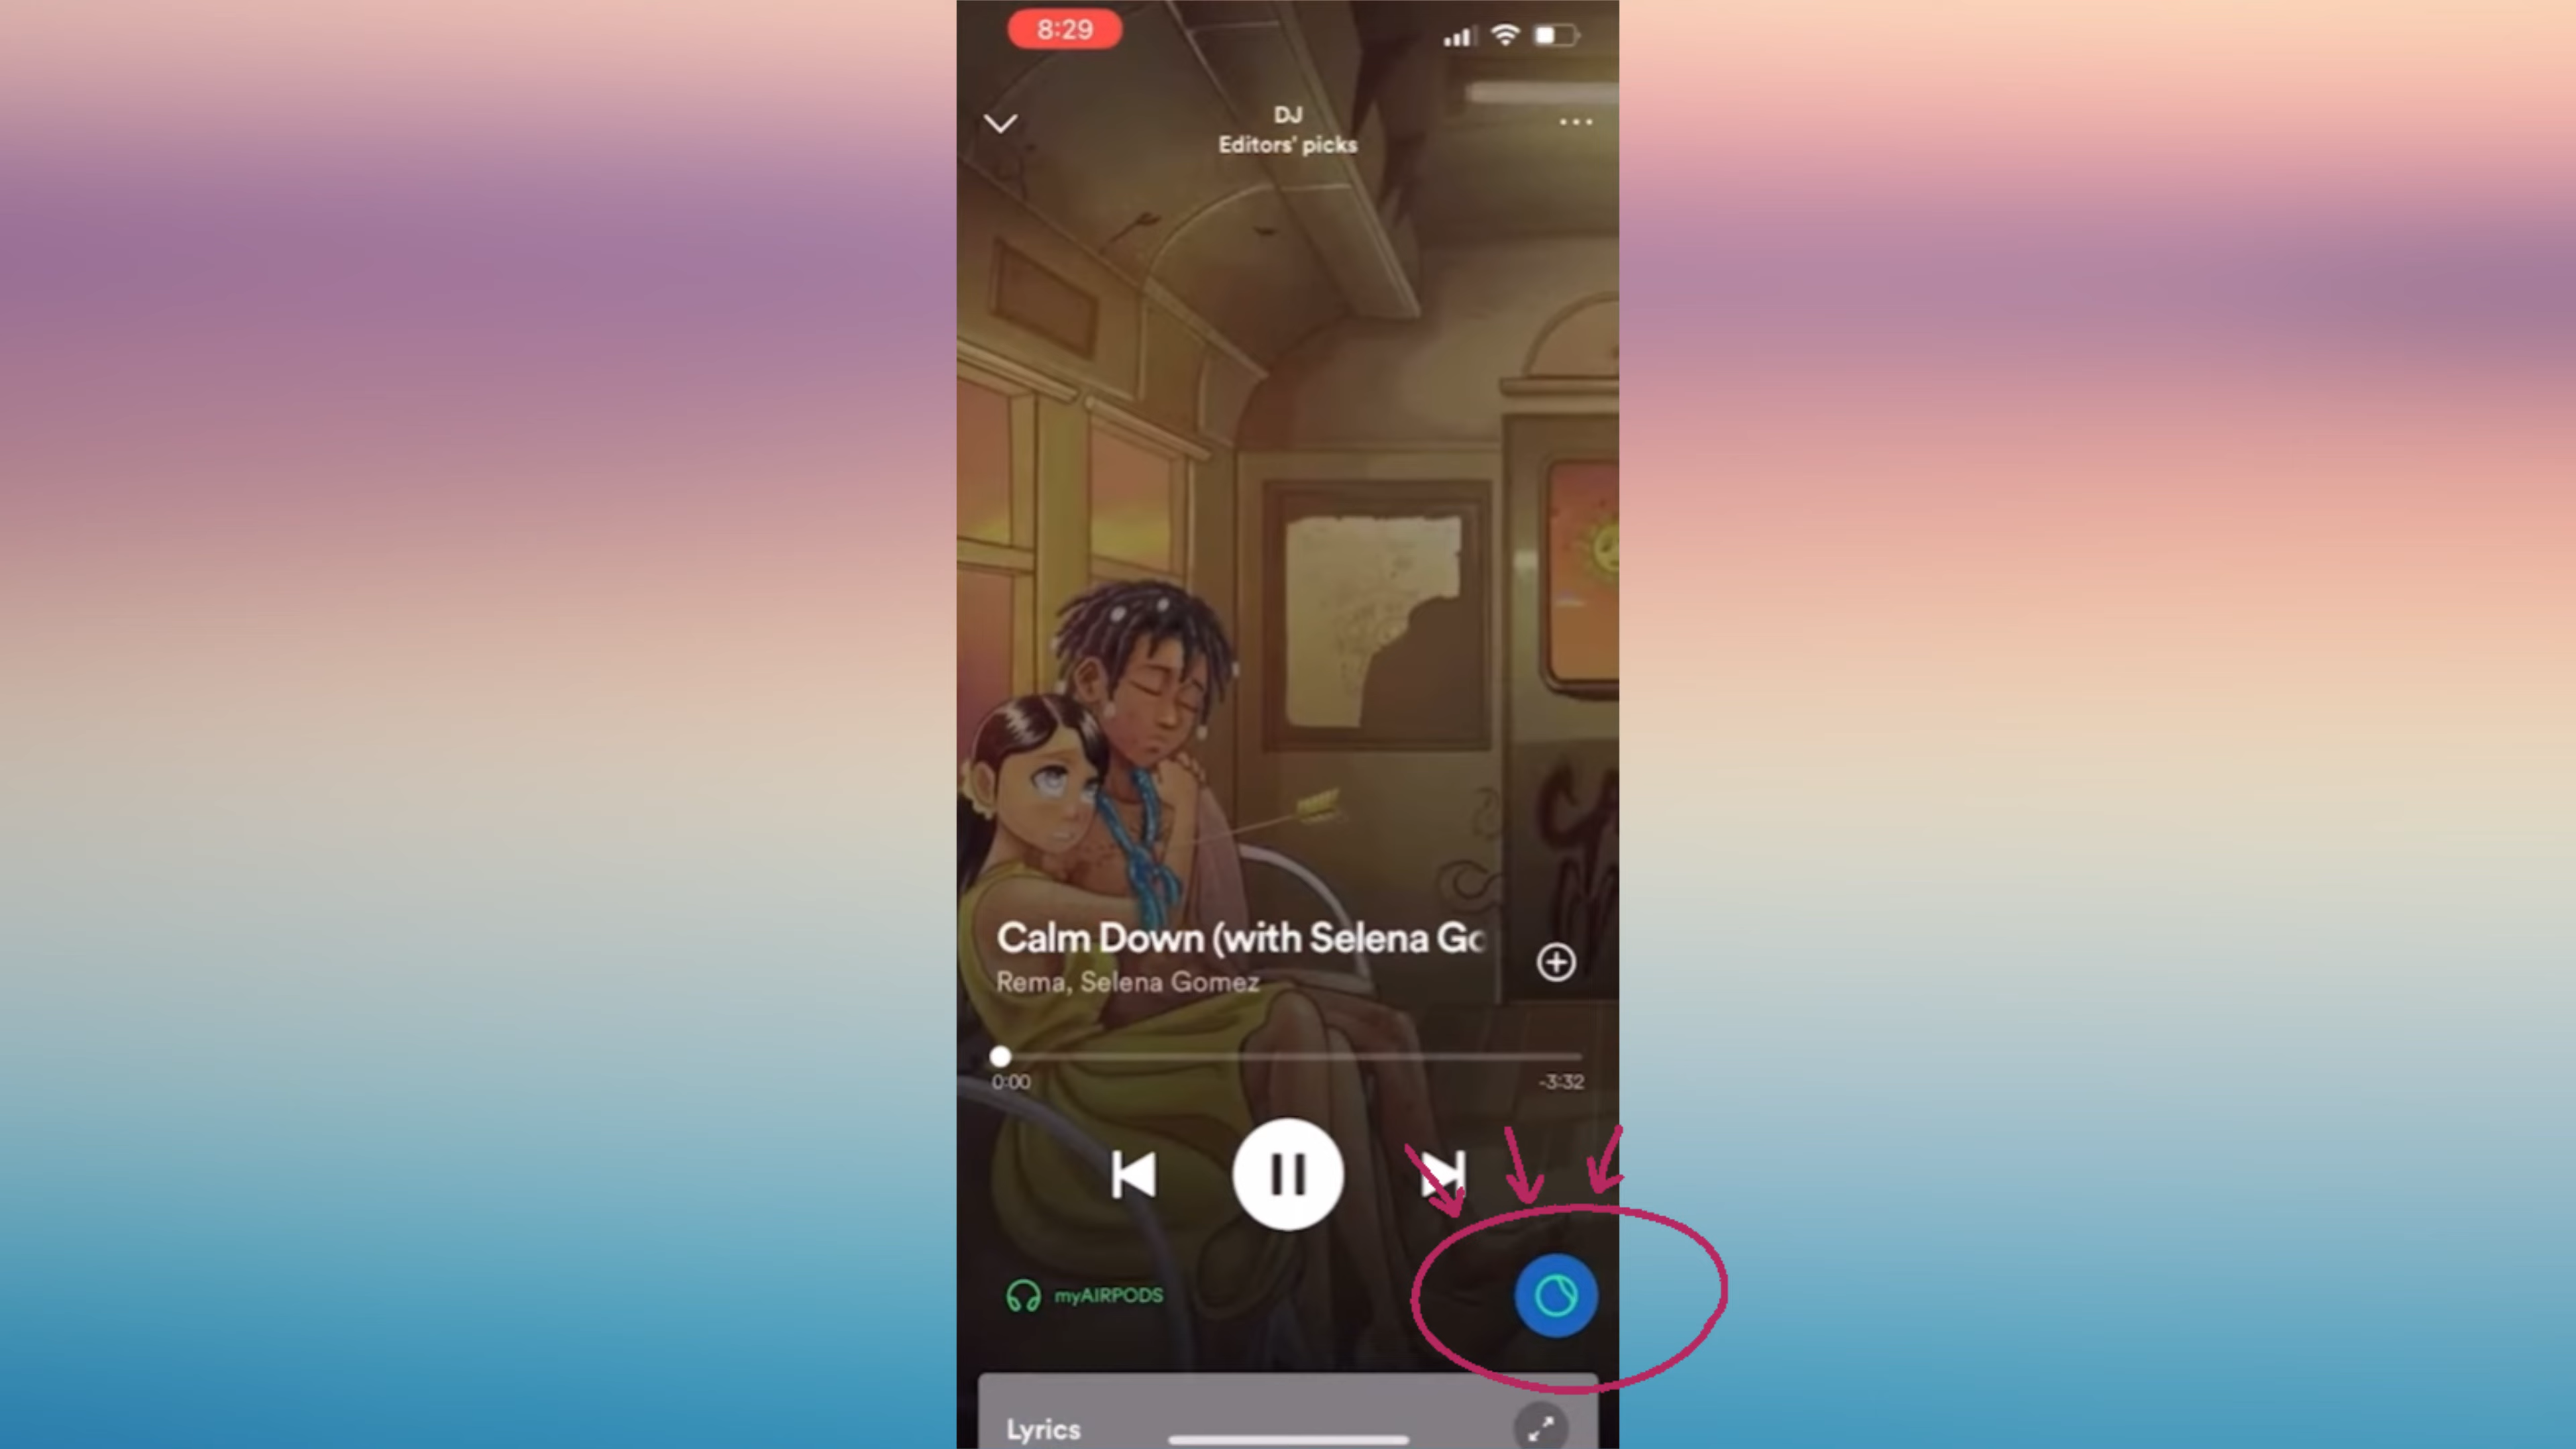 8:29
DJ
Editors' picks
Calm Down (with Selena Go
Rema, Selena Gomez
0:00
-3:32
myAIRPODS
Lyrics